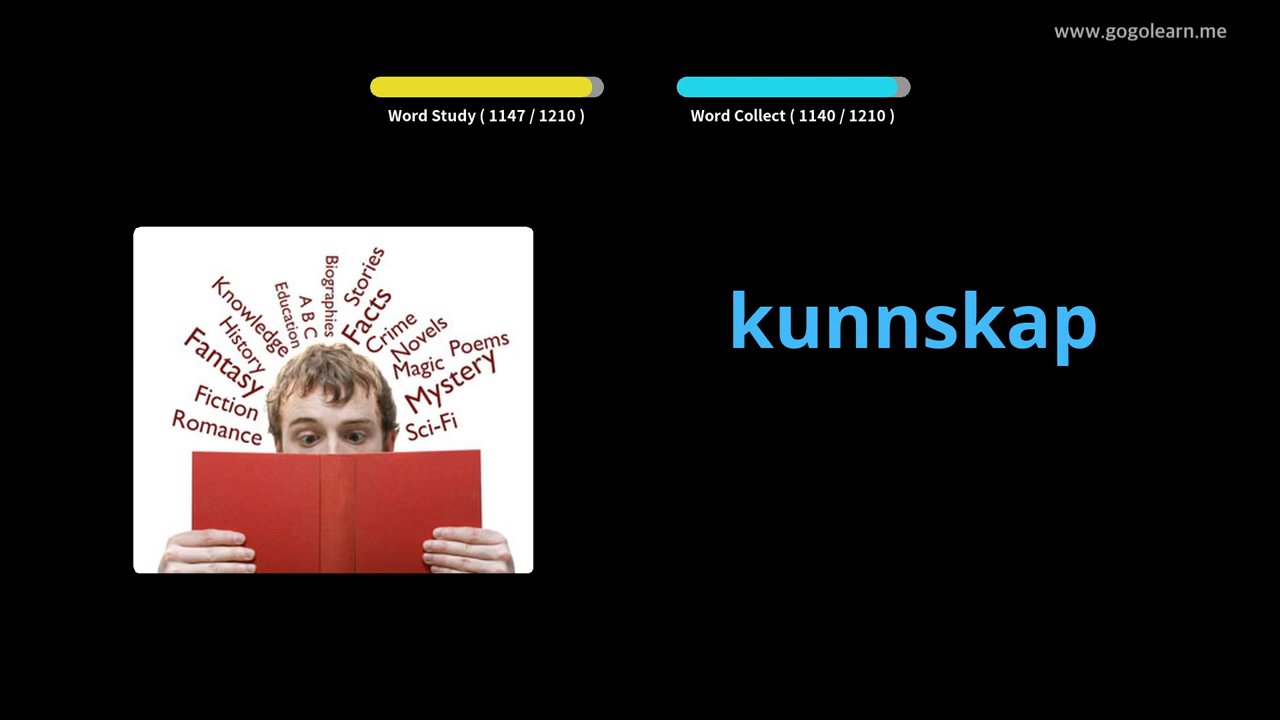 www.gogolearn.me
Word Study ( 1147 / 1210 )
Word Collect ( 1140 / 1210 )
kunnskap
Knowledge
Education
A B C
Biographies
Stories
Facts
Crime
Novels
Poems
Magic
Mystery
Sci-Fi
History
Fantasy
Fiction
Romance